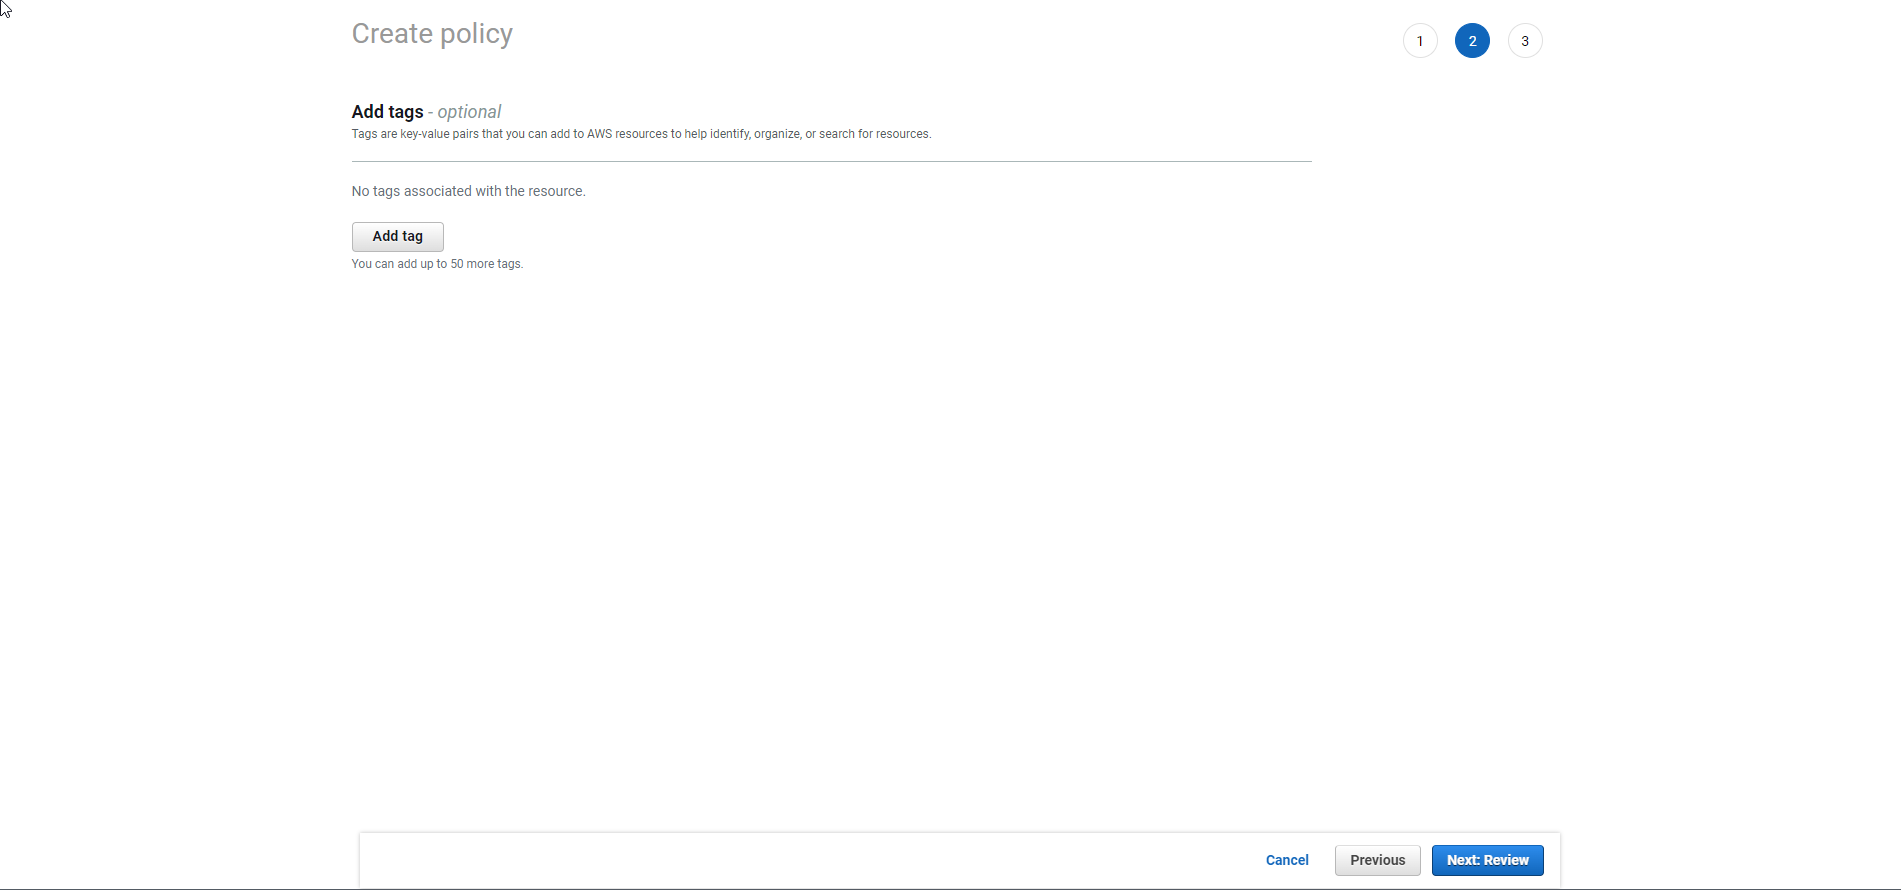 Create policy
1 2 3
Add tags - optional
Tags are key-value pairs that you can add to AWS resources to help identify, organize, or search for resources.
No tags associated with the resource.
Add tag
You can add up to 50 more tags.
Cancel Previous Next: Review